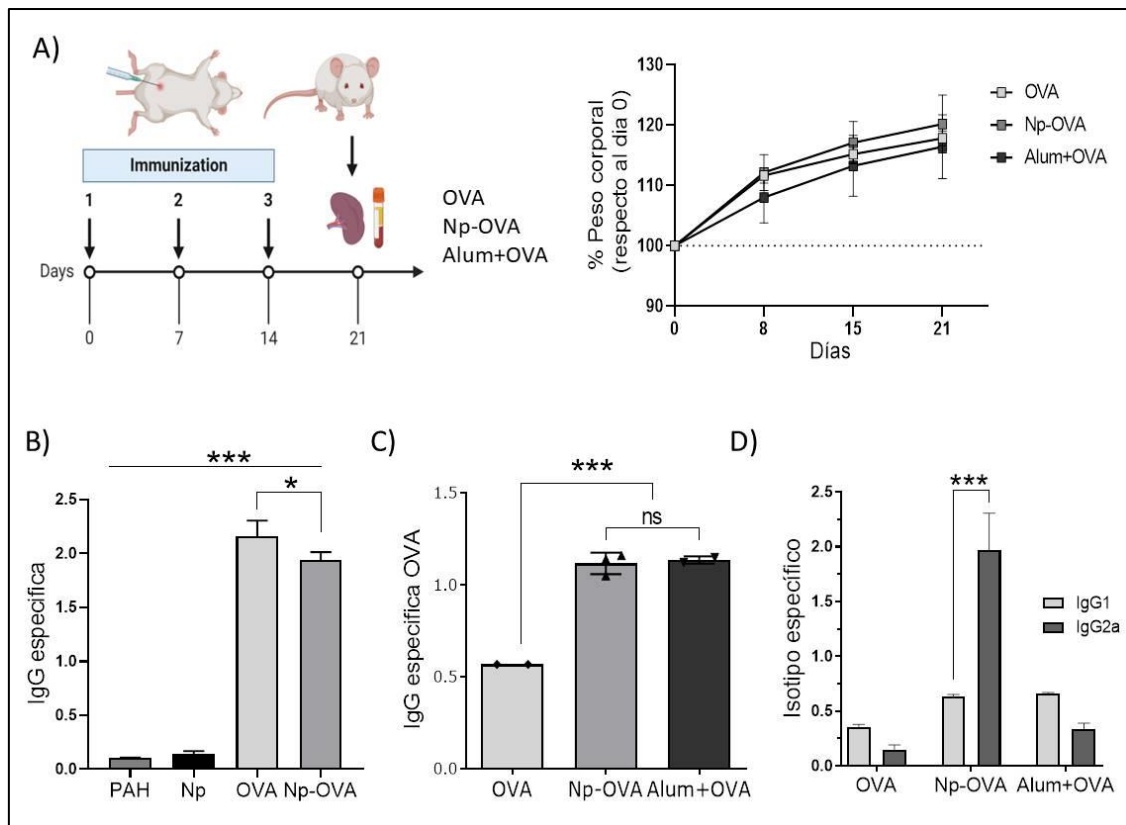 A)
Immunization
1 2 3
OVA
Np-OVA
Alum+OVA
Days
0 7 14 21
% Peso corporal
(respecto al dia 0)
130
120
110
100
90
0 8 15 21
Días
OVA
Np-OVA
Alum+OVA
B)
***
*
IgG especifica
2.5
2.0
1.5
1.0
0.5
0.0
PAH Np OVA Np-OVA
C)
***
ns
IgG especifica OVA
1.5
1.0
0.5
0.0
OVA Np-OVA Alum+OVA
D)
***
Isotipo específico
2.5
2.0
1.5
1.0
0.5
0.0
OVA Np-OVA Alum+OVA
IgG1
IgG2a